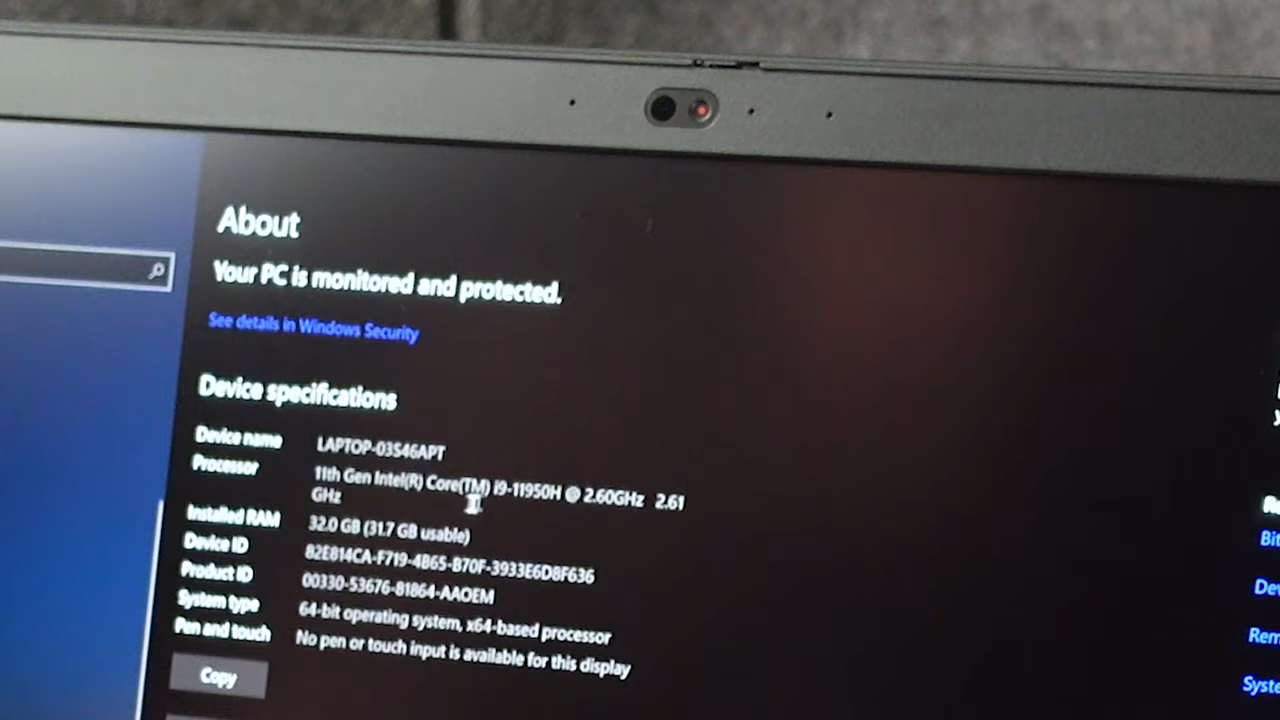 About
Your PC is monitored and protected.
See details in Windows Security
Device specifications
Device name LAPTOP-03S46APT
Processor 11th Gen Intel(R) Core(TM) i9-11950H @ 2.60GHz 2.61
GHz
Installed RAM 32.0 GB (31.7 GB usable)
Device ID 82E814CA-F719-4B65-B70F-3933E6D8F636
Product ID 00330-53676-81864-AAOEM
System type 64-bit operating system, x64-based processor
Pen and touch No pen or touch input is available for this display
Copy
Bit
Rem
Syste